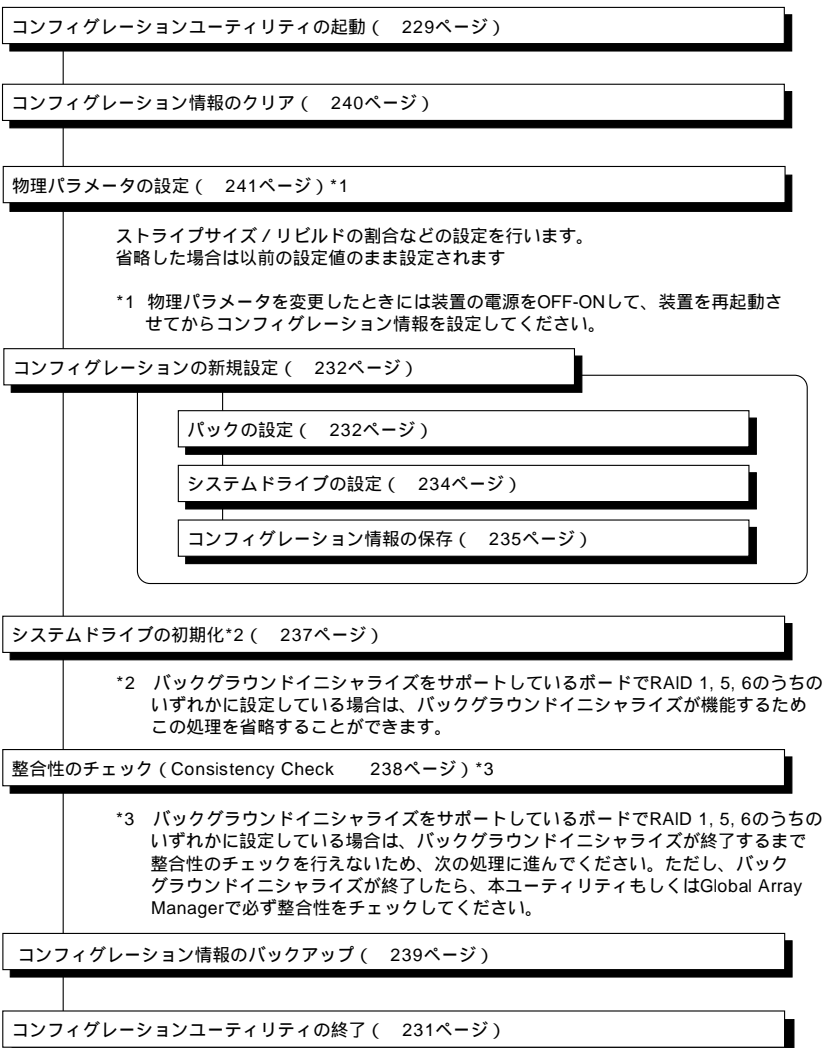 コンフィグレーションユーティリティの起動（　229ページ）
コンフィグレーション情報のクリア（　240ページ）
物理パラメータの設定（　241ページ）*1
ストライプサイズ / リビルドの割合などの設定を行います。
省略した場合は以前の設定値のまま設定されます
*1 物理パラメータを変更したときには装置の電源をOFF-ONして、装置を再起動さ
せてからコンフィグレーション情報を設定してください。
コンフィグレーションの新規設定（　232ページ）
パックの設定（　232ページ）
システムドライブの設定（　234ページ）
コンフィグレーション情報の保存（　235ページ）
システムドライブの初期化*2（　237ページ）
*2 バックグラウンドイニシャライズをサポートしているボードでRAID 1, 5, 6のうちの
いずれかに設定している場合は、バックグラウンドイニシャライズが機能するため
この処理を省略することができます。
整合性のチェック（Consistency Check　238ページ）*3
*3 バックグラウンドイニシャライズをサポートしているボードでRAID 1, 5, 6のうちの
いずれかに設定している場合は、バックグラウンドイニシャライズが終了するまで
整合性のチェックを行えないため、次の処理に進んでください。ただし、バック
グラウンドイニシャライズが終了したら、本ユーティリティもしくはGlobal Array
Managerで必ず整合性をチェックしてください。
コンフィグレーション情報のバックアップ（　239ページ）
コンフィグレーションユーティリティの終了（　231ページ）